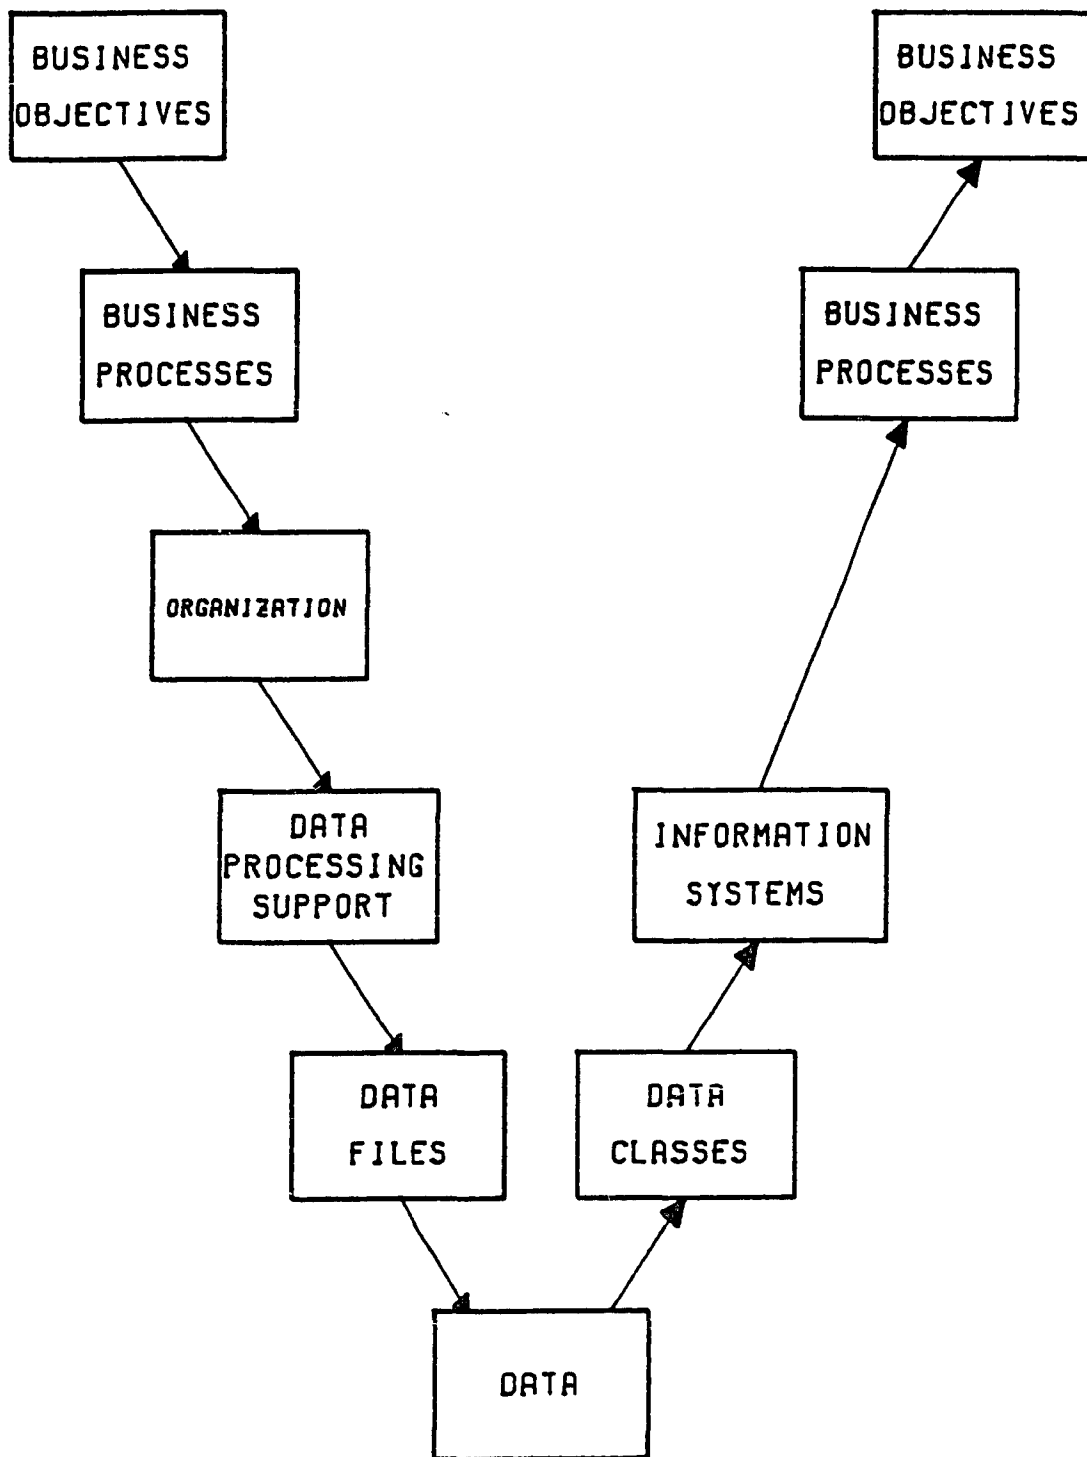 BUSINESS
OBJECTIVES
BUSINESS
OBJECTIVES
BUSINESS
PROCESSES
BUSINESS
PROCESSES
ORGANIZATION
DATA
PROCESSING
SUPPORT
INFORMATION
SYSTEMS
DATA
FILES
DATA
CLASSES
DATA